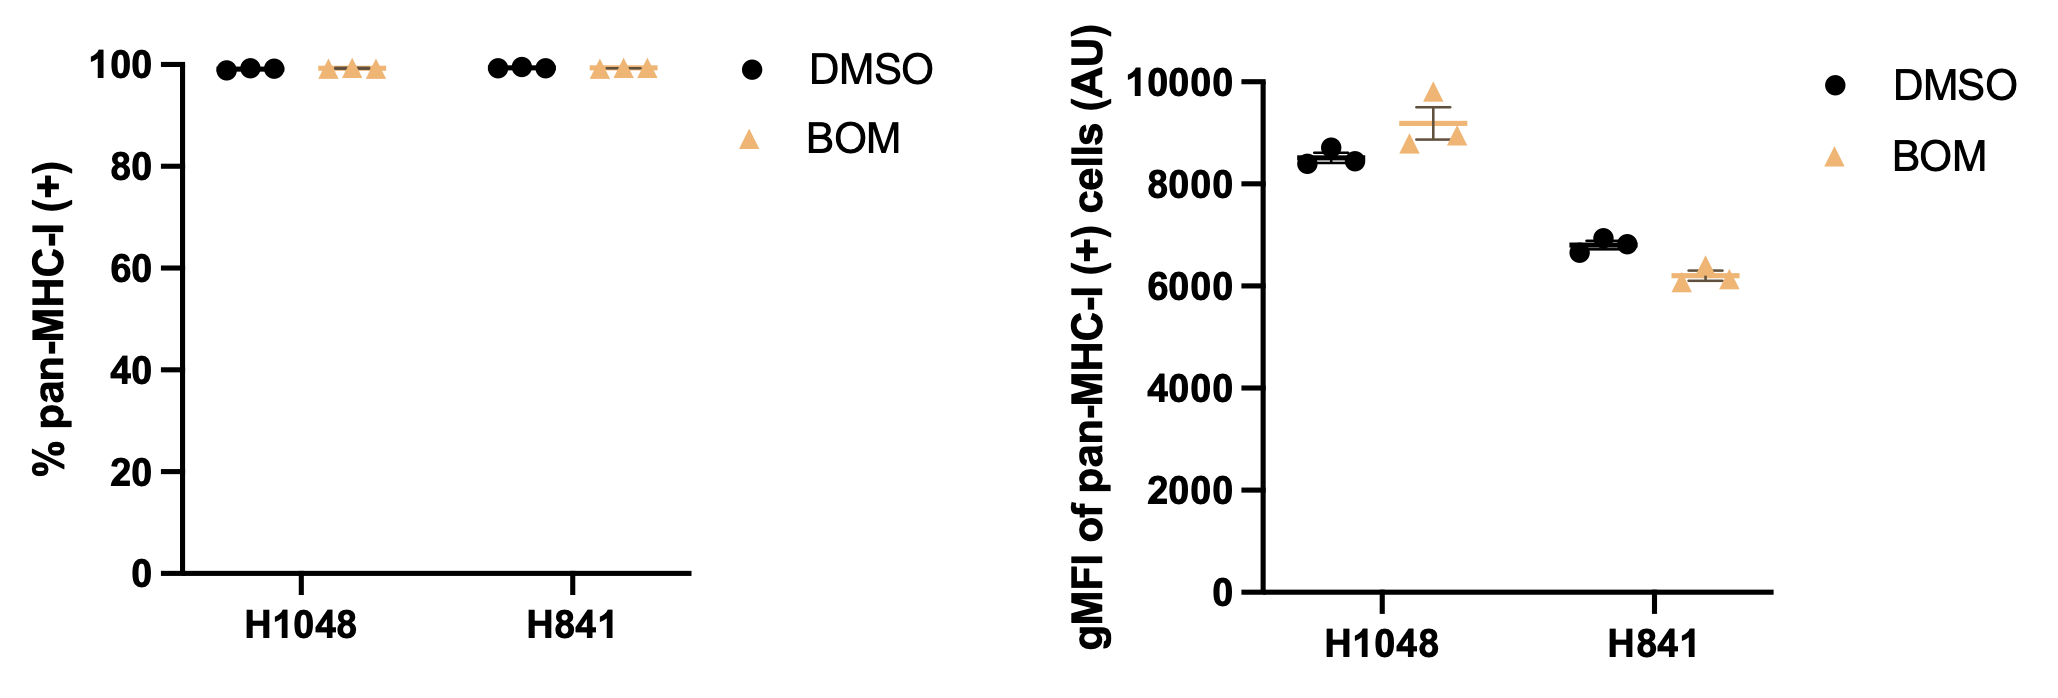 % pan-MHC-I (+)
100
80
60
40
20
0
H1048
H841
DMSO
BOM
gMFI of pan-MHC-I (+) cells (AU)
10000
8000
6000
4000
2000
0
H1048
H841
DMSO
BOM